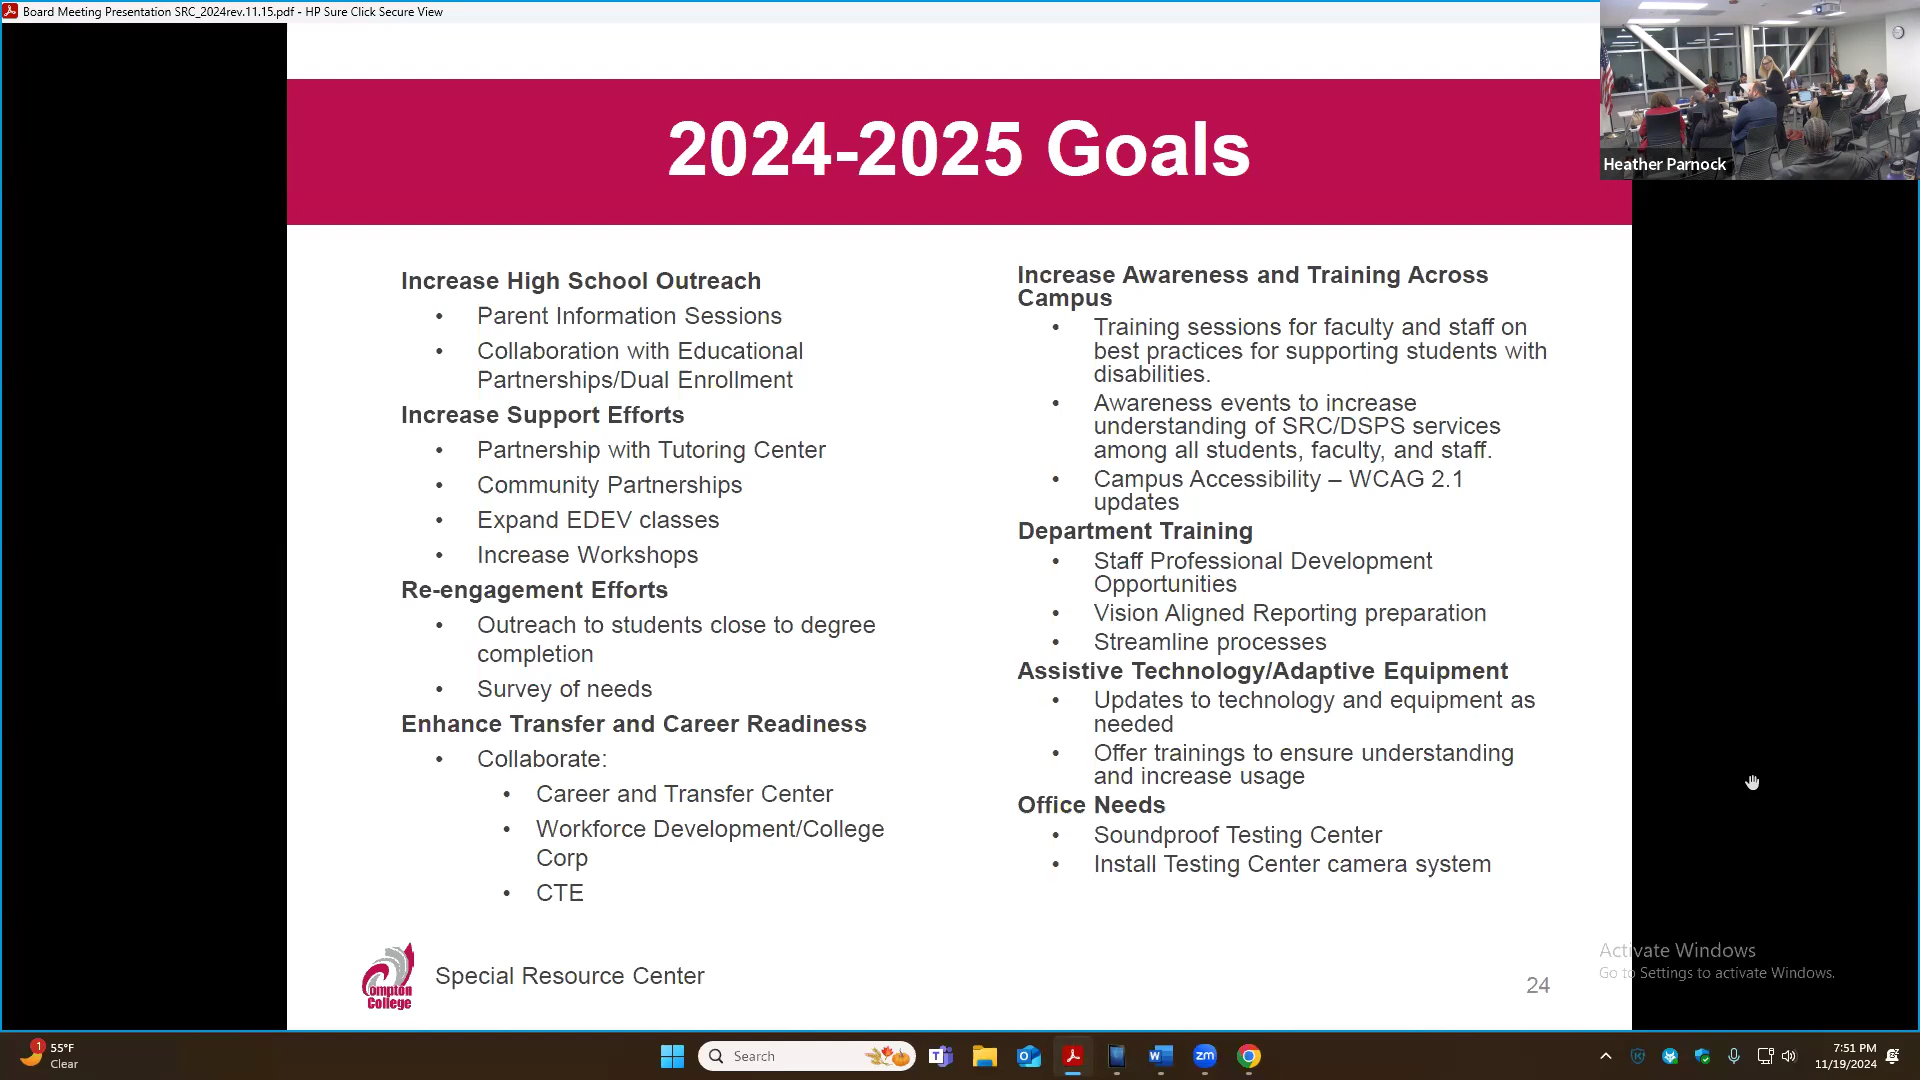 Board Meeting Presentation SRC_2024rev.11.15.pdf - HP Sure Click Secure View
Heather Parnock
2024-2025 Goals
Increase High School Outreach
• Parent Information Sessions
• Collaboration with Educational
Partnerships/Dual Enrollment
Increase Support Efforts
• Partnership with Tutoring Center
• Community Partnerships
• Expand EDEV classes
• Increase Workshops
Re-engagement Efforts
• Outreach to students close to degree
completion
• Survey of needs
Enhance Transfer and Career Readiness
• Collaborate:
• Career and Transfer Center
• Workforce Development/College
Corp
• CTE
Increase Awareness and Training Across
Campus
• Training sessions for faculty and staff on
best practices for supporting students with
disabilities.
• Awareness events to increase
understanding of SRC/DSPS services
among all students, faculty, and staff.
• Campus Accessibility – WCAG 2.1
updates
Department Training
• Staff Professional Development
Opportunities
• Vision Aligned Reporting preparation
• Streamline processes
Assistive Technology/Adaptive Equipment
• Updates to technology and equipment as
needed
• Offer trainings to ensure understanding
and increase usage
Office Needs
• Soundproof Testing Center
• Install Testing Center camera system
Compton
College
Special Resource Center
24
Activate Windows
Go to Settings to activate Windows.
1
55°F
Clear
Search
zm
7:51 PM
11/19/2024